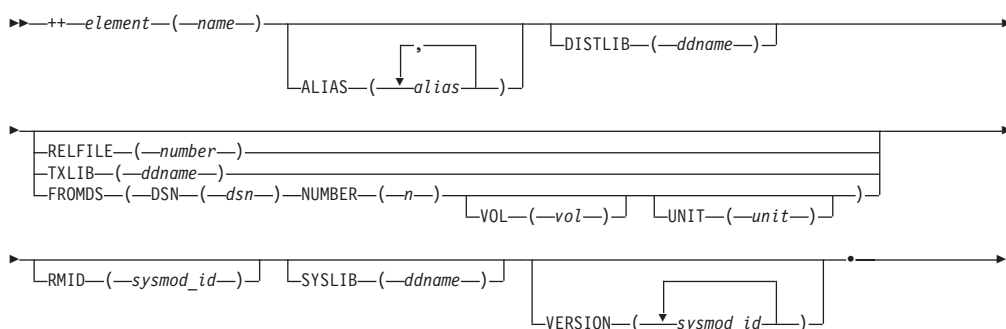 ++ element ( name ) DISTLIB ( ddname )
,
ALIAS ( alias )
RELFILE ( number )
TXLIB ( ddname )
FROMDS ( DSN ( dsn ) NUMBER ( n ) )
VOL ( vol ) UNIT ( unit )
RMID ( sysmod_id ) SYSLIB ( ddname ) .
VERSION ( sysmod_id )